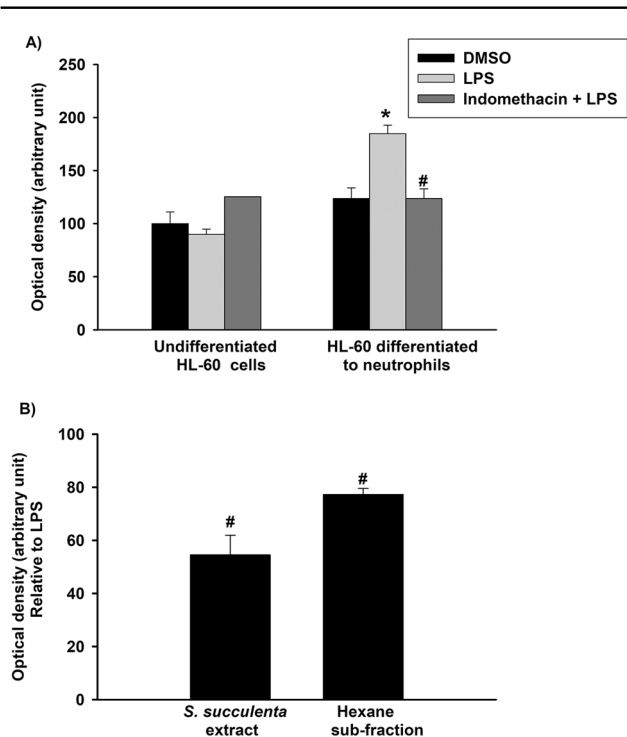 A)
DMSO
LPS
Indomethacin + LPS
Optical density (arbitrary unit)
250
200
150
100
50
0
*
#
Undifferentiated
HL-60 cells
HL-60 differentiated
to neutrophils
B)
Optical density (arbitrary unit)
Relative to LPS
100
80
60
40
20
0
#
#
S. succulenta
extract
Hexane
sub-fraction